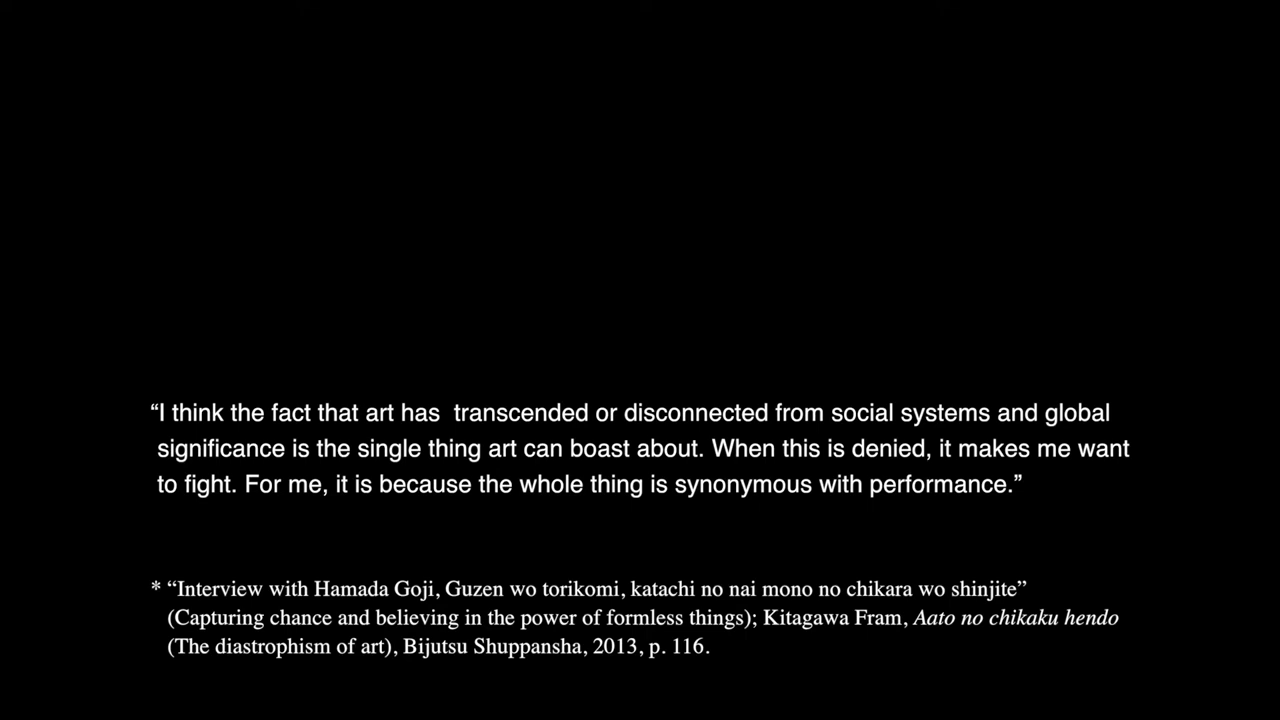 “I think the fact that art has  transcended or disconnected from social systems and global
significance is the single thing art can boast about. When this is denied, it makes me want
to fight. For me, it is because the whole thing is synonymous with performance.”
* “Interview with Hamada Goji, Guzen wo torikomi, katachi no nai mono no chikara wo shinjite”
(Capturing chance and believing in the power of formless things); Kitagawa Fram, Aato no chikaku hendo
(The diastrophism of art), Bijutsu Shuppansha, 2013, p. 116.